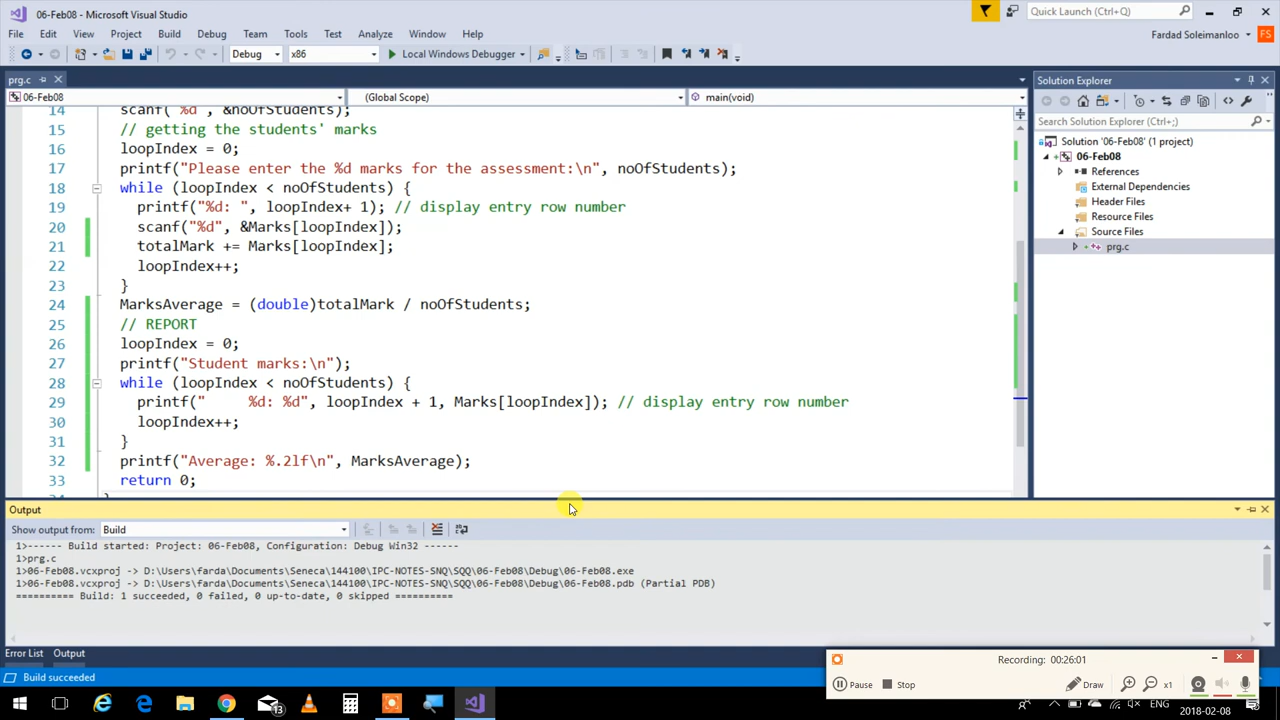 06-Feb08 - Microsoft Visual Studio
Quick Launch (Ctrl+Q)
File Edit View Project Build Debug Team Tools Test Analyze Window Help
Fardad Soleimanloo FS
Debug x86 Local Windows Debugger
prg.c
Solution Explorer
06-Feb08 (Global Scope) main(void)
Search Solution Explorer (Ctrl+;)
Solution '06-Feb08' (1 project)
06-Feb08
References
External Dependencies
Header Files
Resource Files
Source Files
prg.c
14 scanf("%d", &noOfStudents);
15 // getting the students' marks
16 loopIndex = 0;
17 printf("Please enter the %d marks for the assessment:\n", noOfStudents);
18 while (loopIndex < noOfStudents) {
19 printf("%d: ", loopIndex+ 1); // display entry row number
20 scanf("%d", &Marks[loopIndex]);
21 totalMark += Marks[loopIndex];
22 loopIndex++;
23 }
24 MarksAverage = (double)totalMark / noOfStudents;
25 // REPORT
26 loopIndex = 0;
27 printf("Student marks:\n");
28 while (loopIndex < noOfStudents) {
29 printf("     %d: %d", loopIndex + 1, Marks[loopIndex]); // display entry row number
30 loopIndex++;
31 }
32 printf("Average: %.2lf\n", MarksAverage);
33 return 0;
Output
Show output from: Build
1>------ Build started: Project: 06-Feb08, Configuration: Debug Win32 ------
1>prg.c
1>06-Feb08.vcxproj -> D:\Users\farda\Documents\Seneca\144100\IPC-NOTES-SNQ\SQQ\06-Feb08\Debug\06-Feb08.exe
1>06-Feb08.vcxproj -> D:\Users\farda\Documents\Seneca\144100\IPC-NOTES-SNQ\SQQ\06-Feb08\Debug\06-Feb08.pdb (Partial PDB)
========== Build: 1 succeeded, 0 failed, 0 up-to-date, 0 skipped ==========
Error List Output
Recording: 00:26:01
Build succeeded
Pause Stop Draw x1
13
ENG 2018-02-08